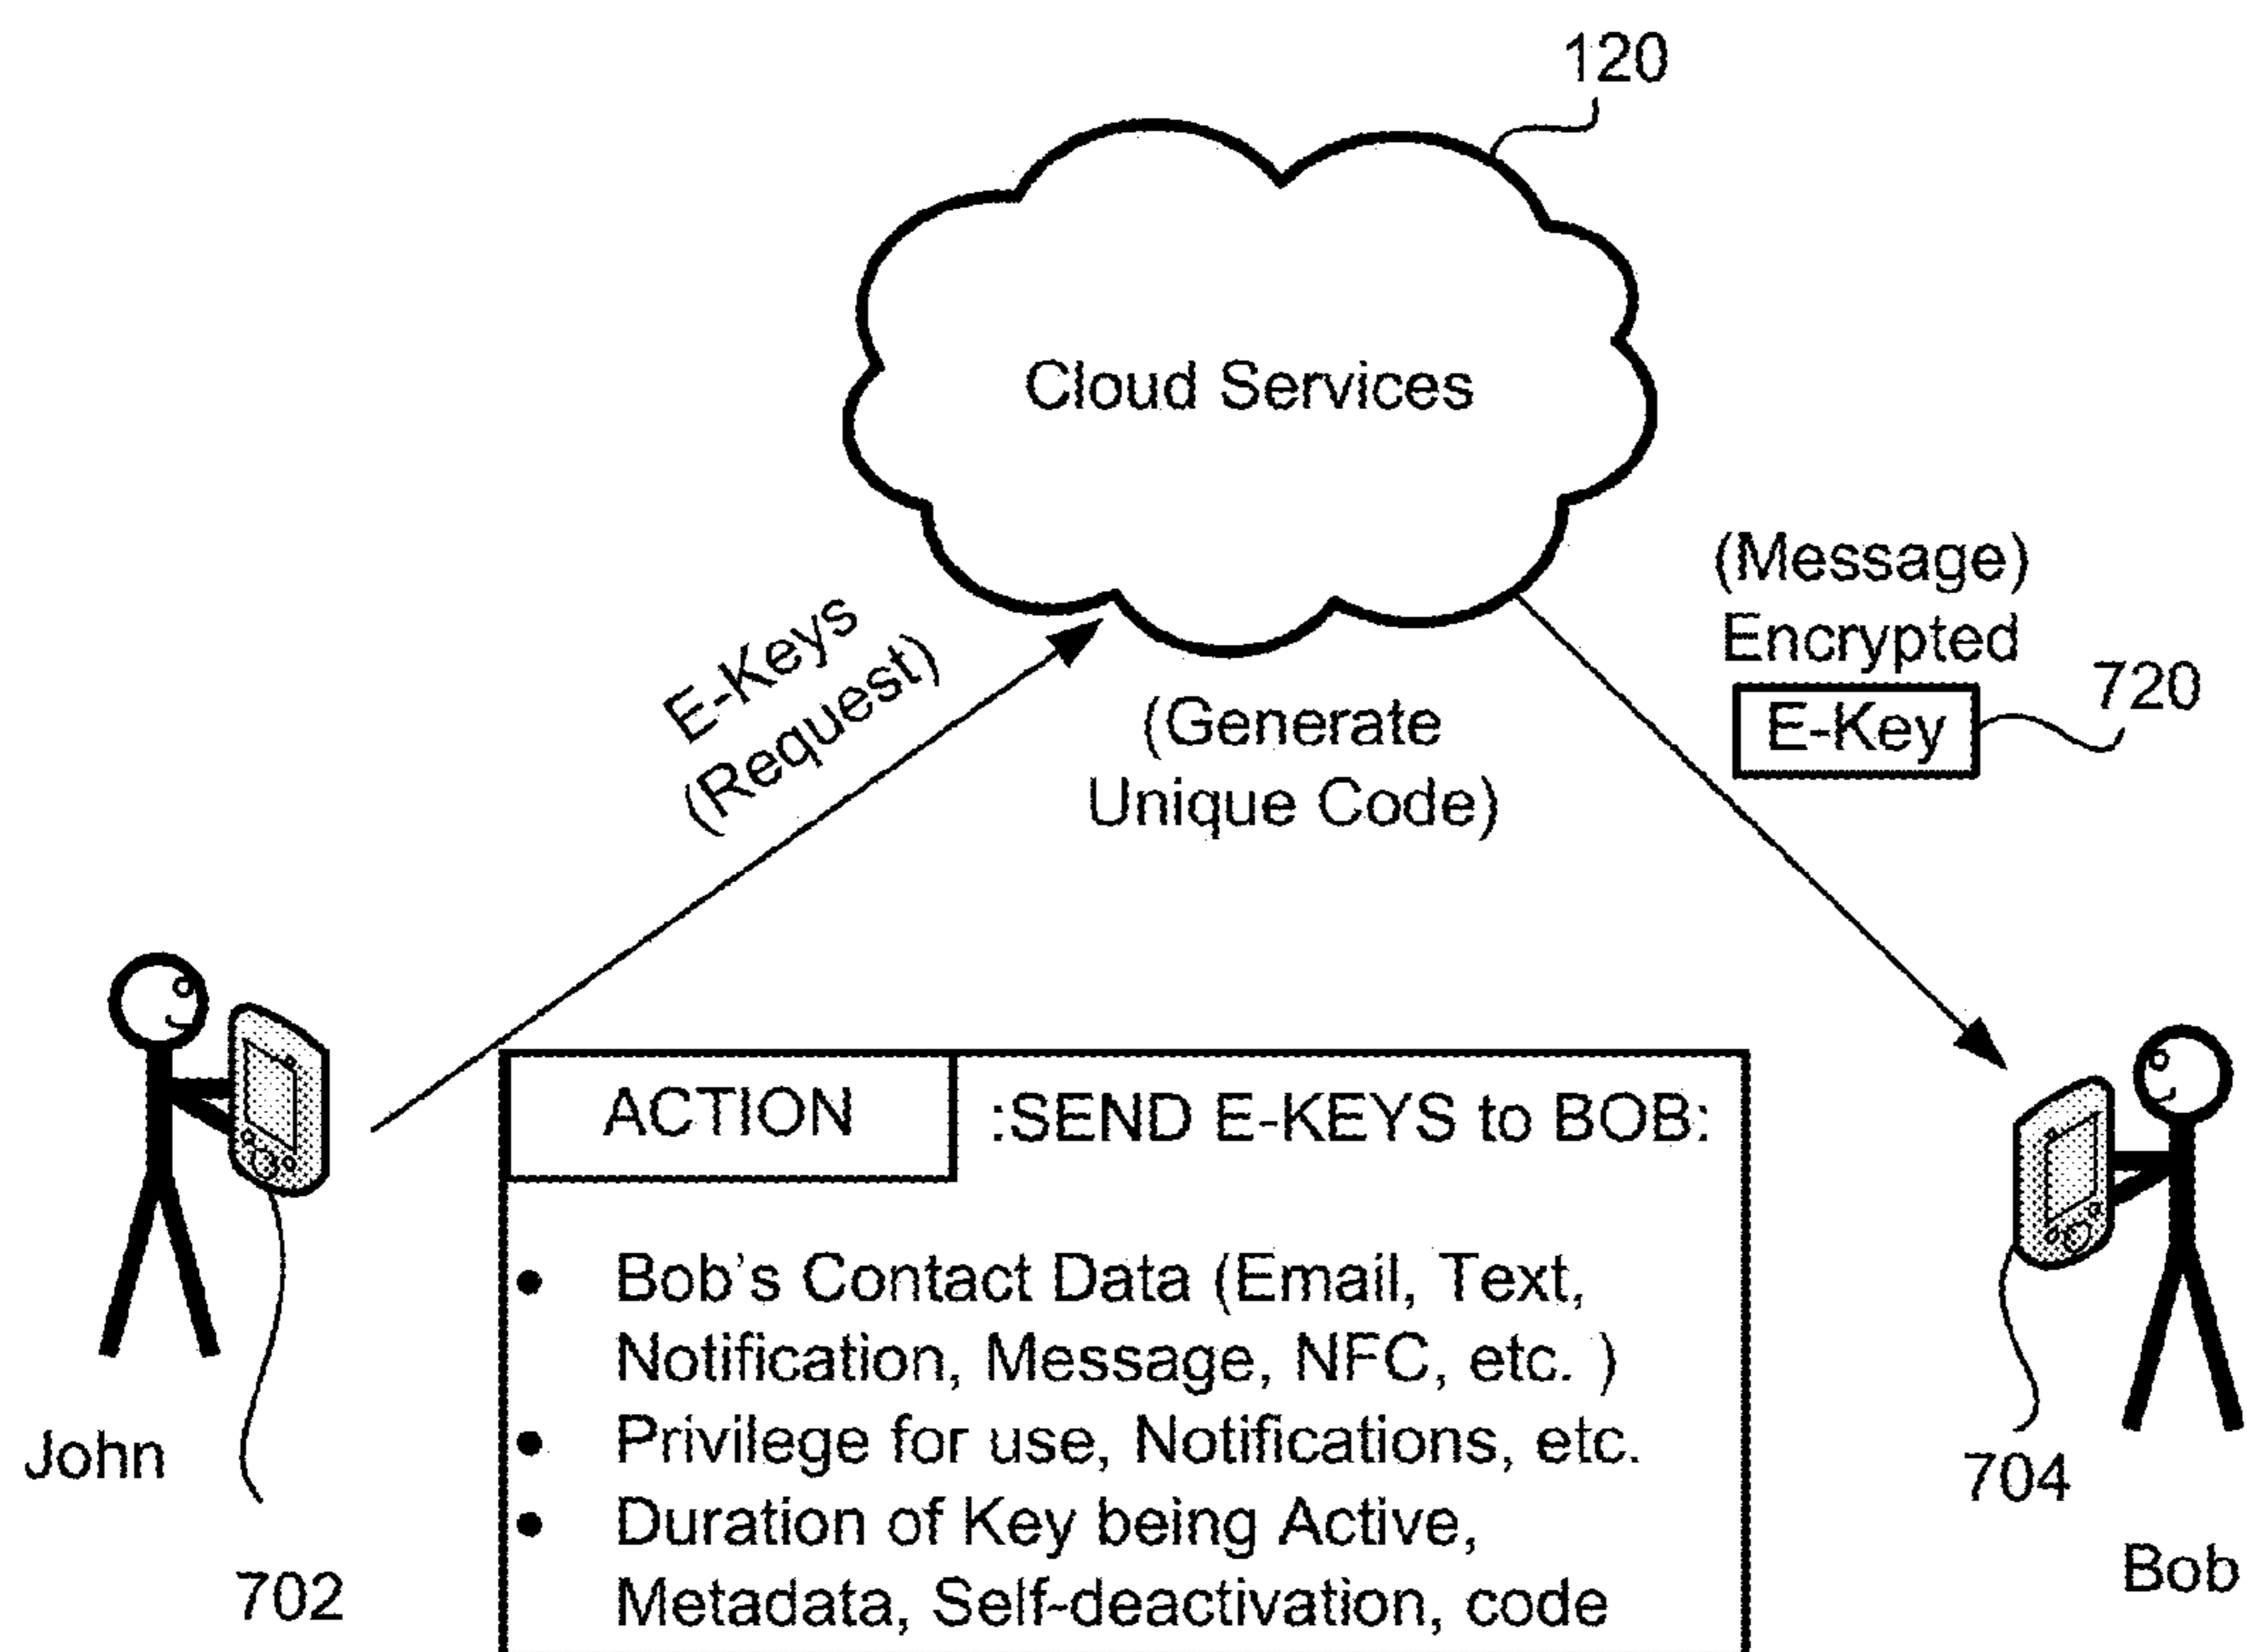 120
Cloud Services
(Message)
Encrypted
E-Key
720
E-Keys
(Request)
(Generate
Unique Code)
ACTION
:SEND E-KEYS to BOB:
• Bob's Contact Data (Email, Text,
Notification, Message, NFC, etc. )
• Privilege for use, Notifications, etc.
• Duration of Key being Active,
Metadata, Self-deactivation, code
John
702
704
Bob